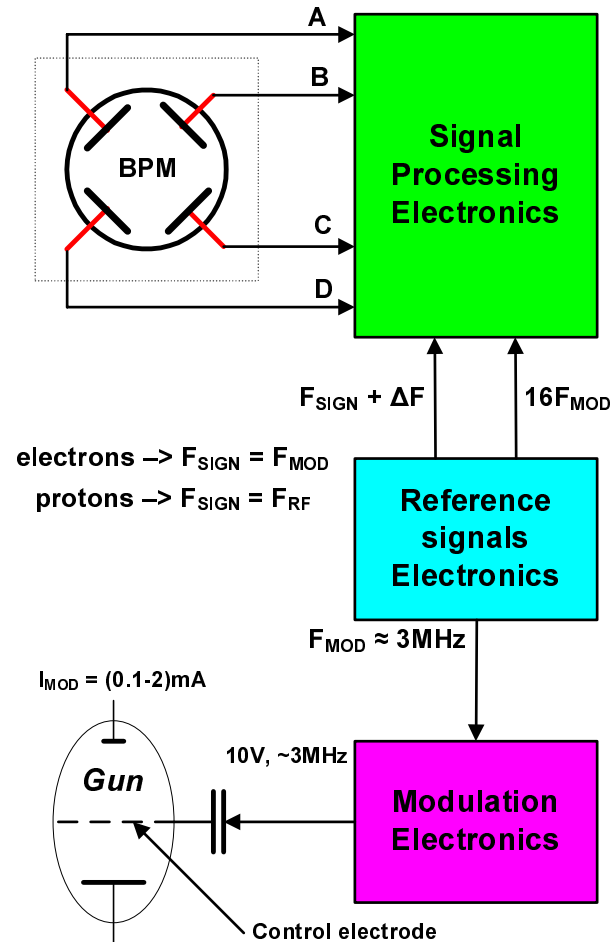 A
B
BPM
C
D
Signal
Processing
Electronics
F_SIGN + ΔF
16F_MOD
electrons –> F_SIGN = F_MOD
protons –> F_SIGN = F_RF
Reference
signals
Electronics
F_MOD ≈ 3MHz
I_MOD = (0.1-2)mA
Gun
10V, ~3MHz
Modulation
Electronics
Control electrode